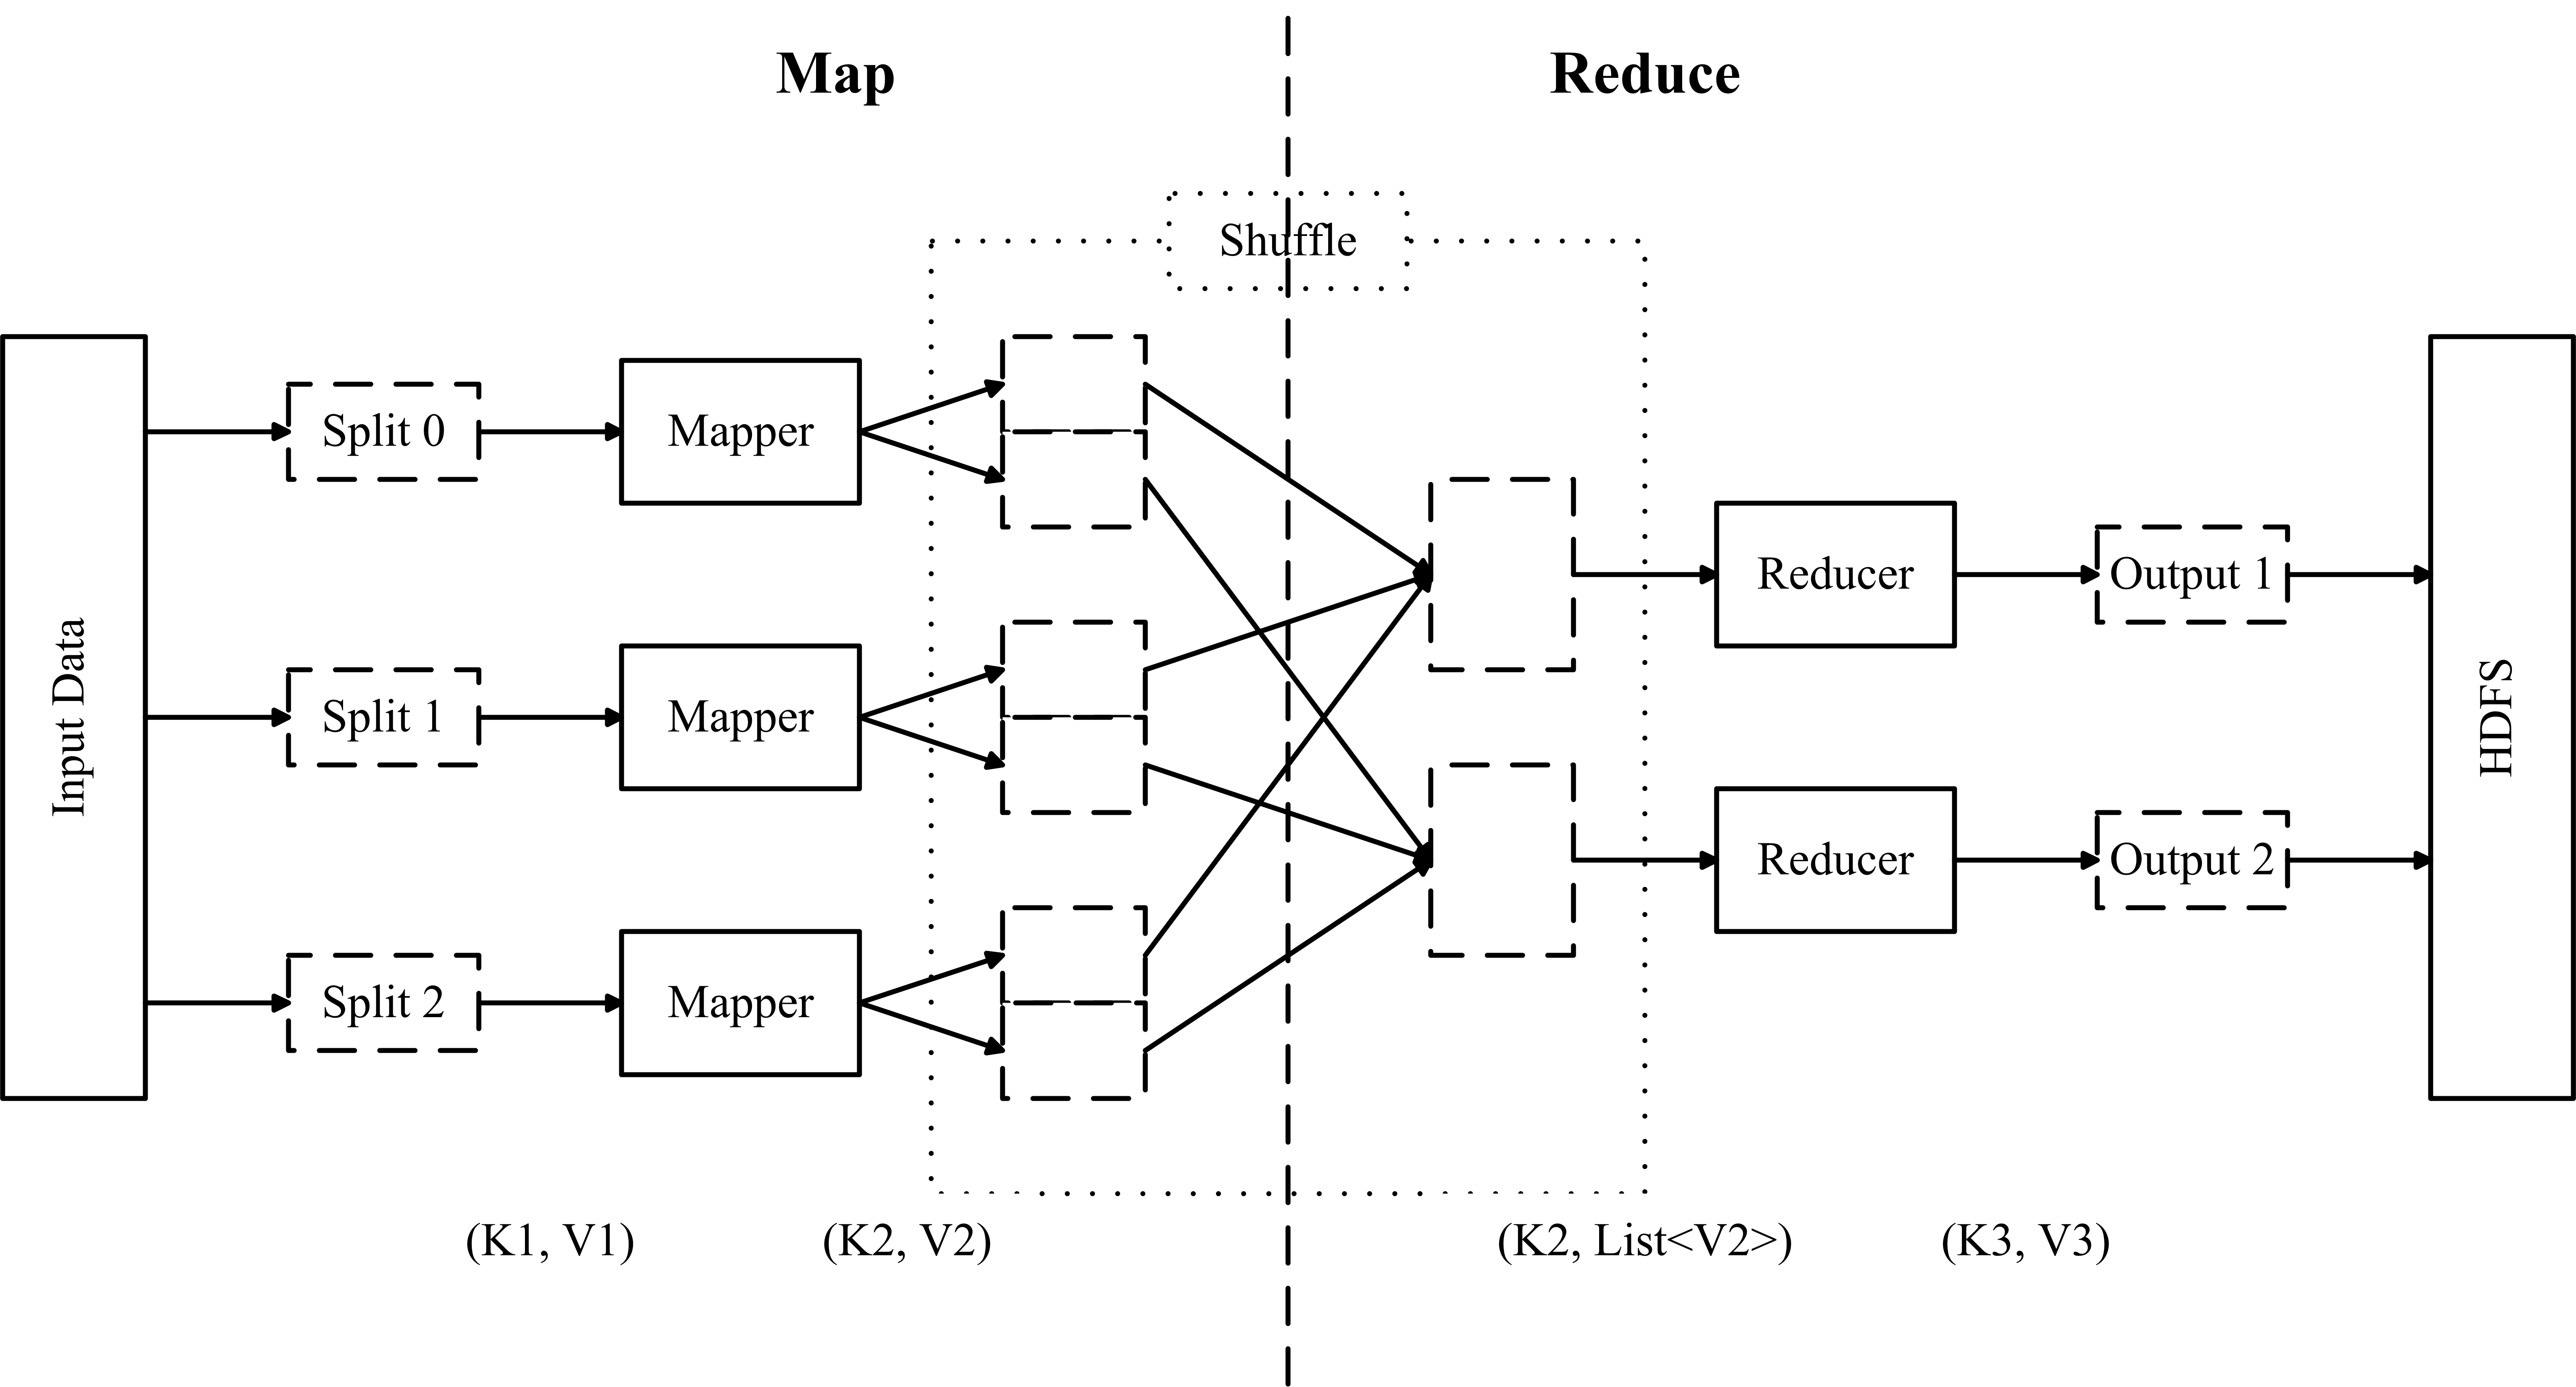 Map
Reduce
Shuffle
Input Data
Split 0
Mapper
Split 1
Mapper
Split 2
Mapper
Reducer
Output 1
Reducer
Output 2
HDFS
(K1, V1)
(K2, V2)
(K2, List<V2>)
(K3, V3)